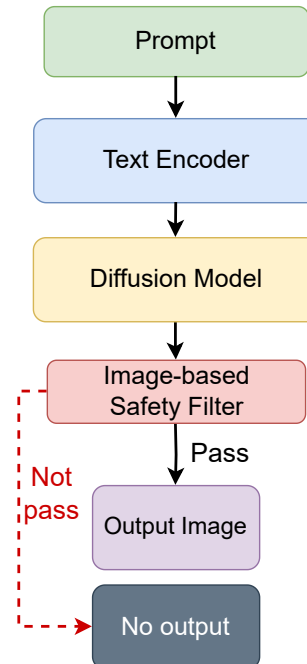 Prompt
Text Encoder
Diffusion Model
Image-based
Safety Filter
Pass
Not
pass
Output Image
No output